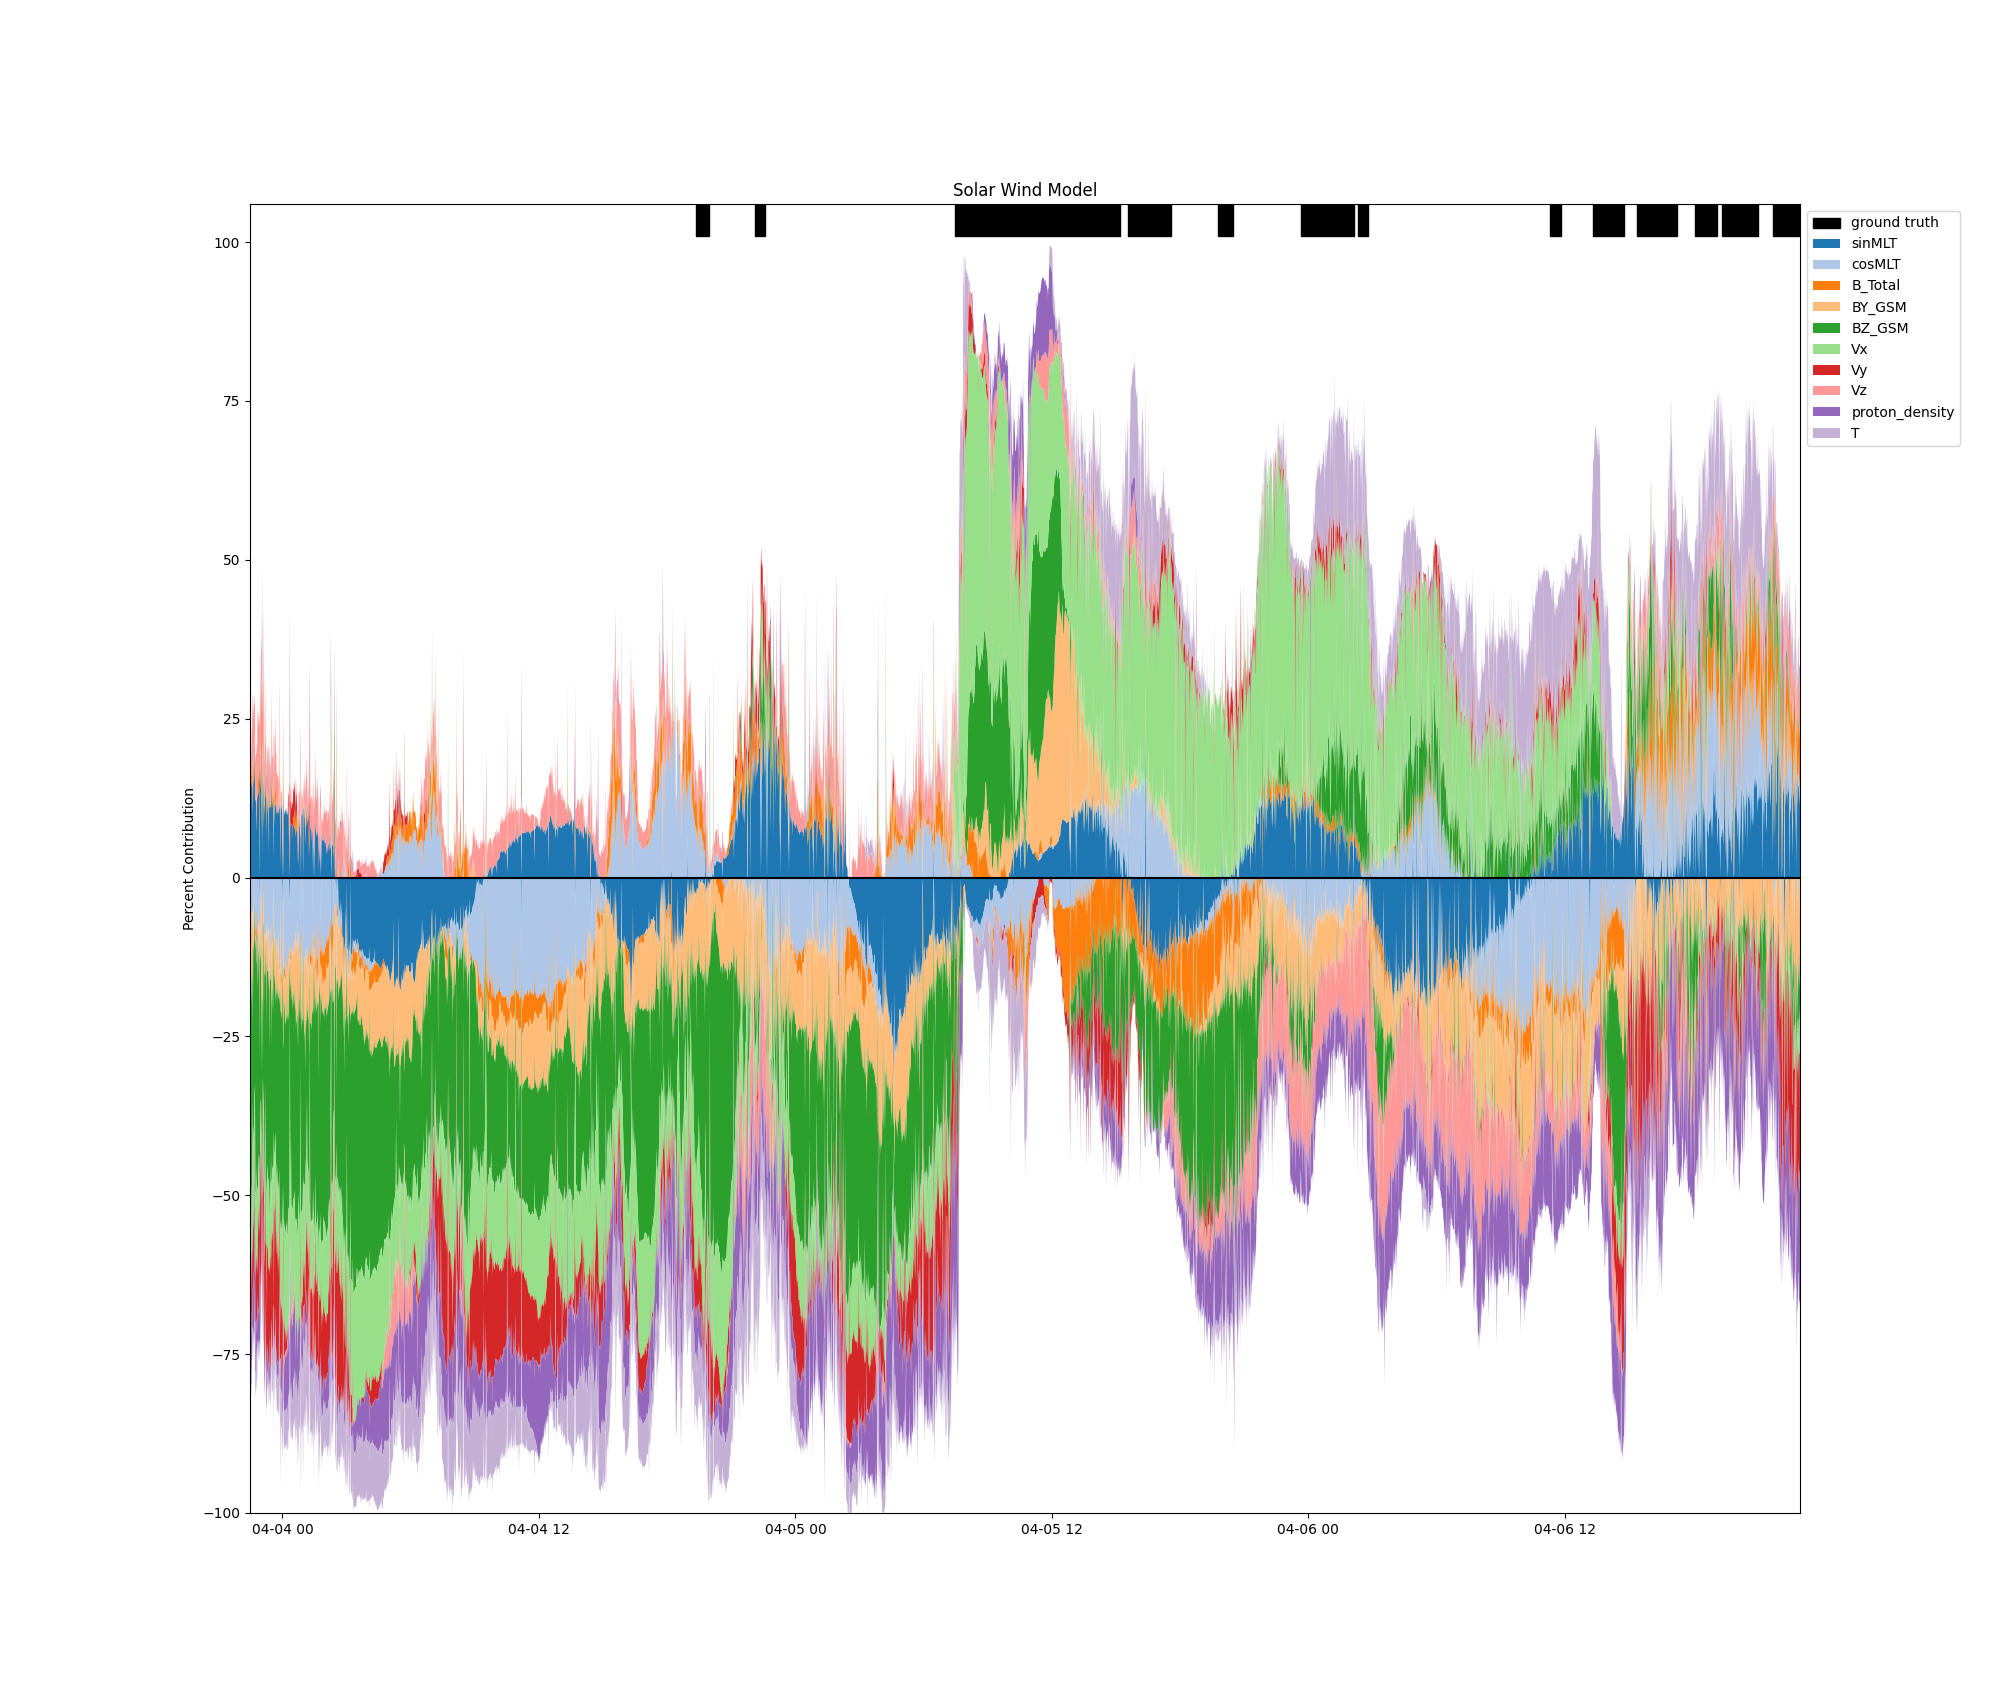 Solar Wind Model
Percent Contribution
100
75
50
25
0
−25
−50
−75
−100
04-04 00
04-04 12
04-05 00
04-05 12
04-06 00
04-06 12
ground truth
sinMLT
cosMLT
B_Total
BY_GSM
BZ_GSM
Vx
Vy
Vz
proton_density
T